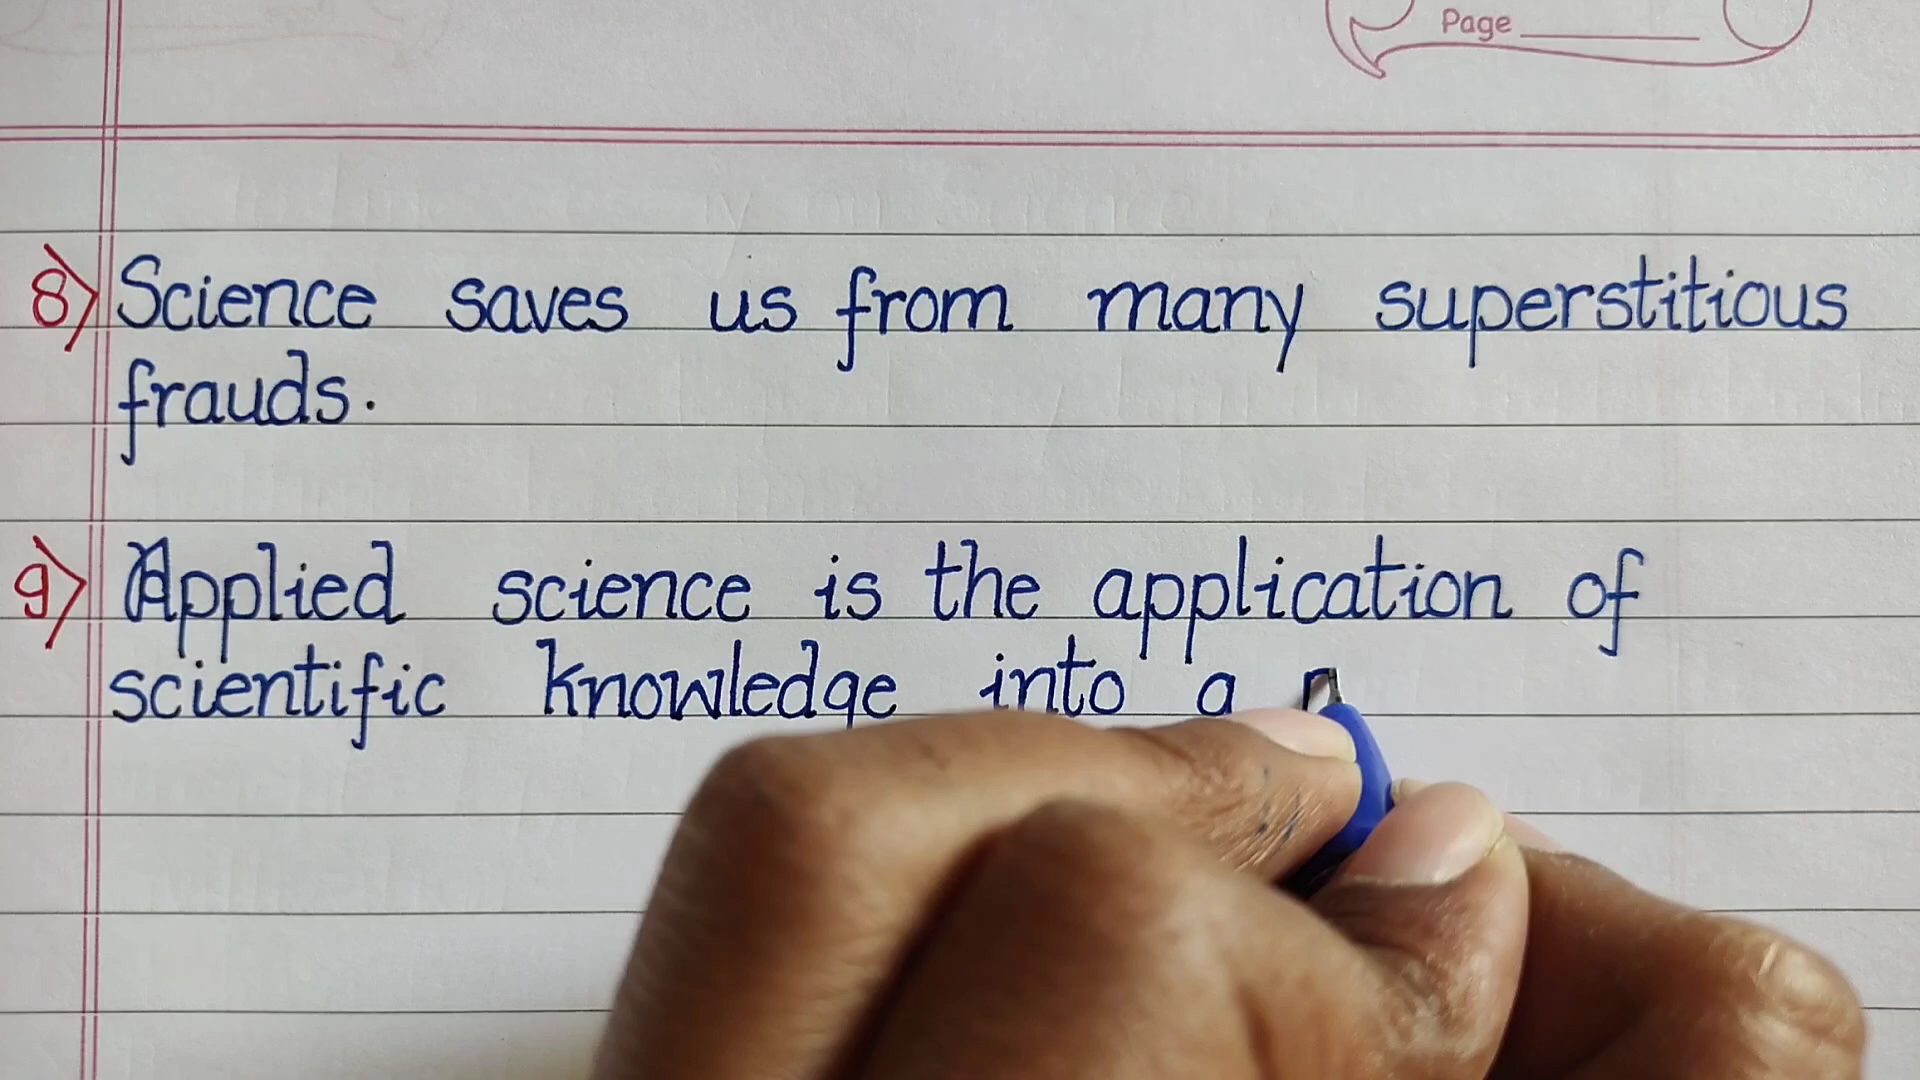 Page
8) Science saves us from many superstitious
frauds.
9) Applied science is the application of
scientific knowledge into a